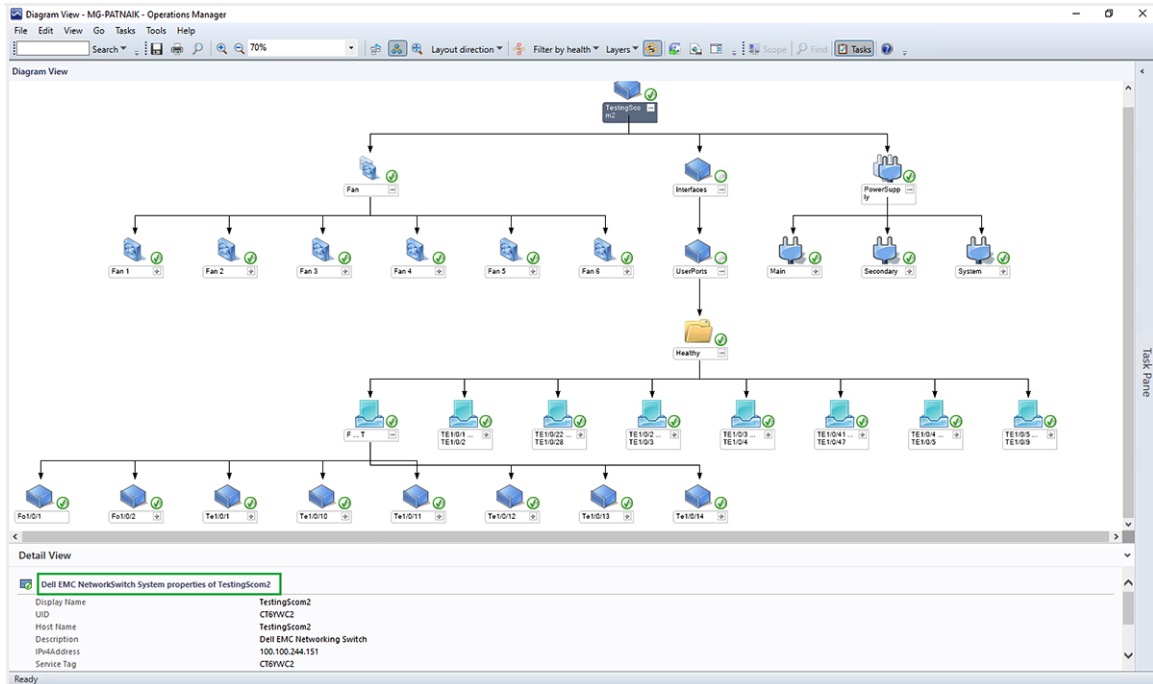 Diagram View - MG-PATNAIK - Operations Manager
File Edit View Go Tasks Tools Help
Search 70% Layout direction Filter by health Layers Scope Find Tasks
Diagram View
TestingSco
m2
Fan Interfaces PowerSupp
ly
Fan 1 Fan 2 Fan 3 Fan 4 Fan 5 Fan 6 UserPorts Main Secondary System
Healthy
F ... T TE1/0/1 ... TE1/0/22 ... TE1/0/2 ... TE1/0/3 ... TE1/0/41 ... TE1/0/4 ... TE1/0/5 ...
TE1/0/2 TE1/0/28 TE1/0/3 TE1/0/4 TE1/0/47 TE1/0/5 TE1/0/9
Fo1/0/1 Fo1/0/2 Te1/0/1 Te1/0/10 Te1/0/11 Te1/0/12 Te1/0/13 Te1/0/14
Task Pane
Detail View
Dell EMC NetworkSwitch System properties of TestingScom2
Display Name TestingScom2
UID CT6YWC2
Host Name TestingScom2
Description Dell EMC Networking Switch
IPv4Address 100.100.244.151
Service Tag CT6YWC2
Ready